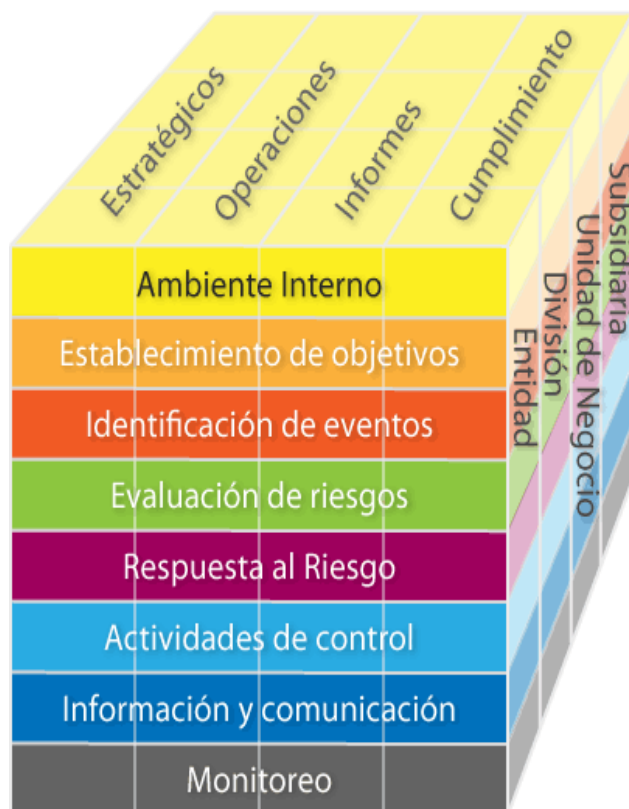 Estratégicos
Operaciones
Informes
Cumplimiento
Ambiente Interno
Establecimiento de objetivos
Identificación de eventos
Evaluación de riesgos
Respuesta al Riesgo
Actividades de control
Información y comunicación
Monitoreo
Entidad
División
Unidad de Negocio
Subsidiaria